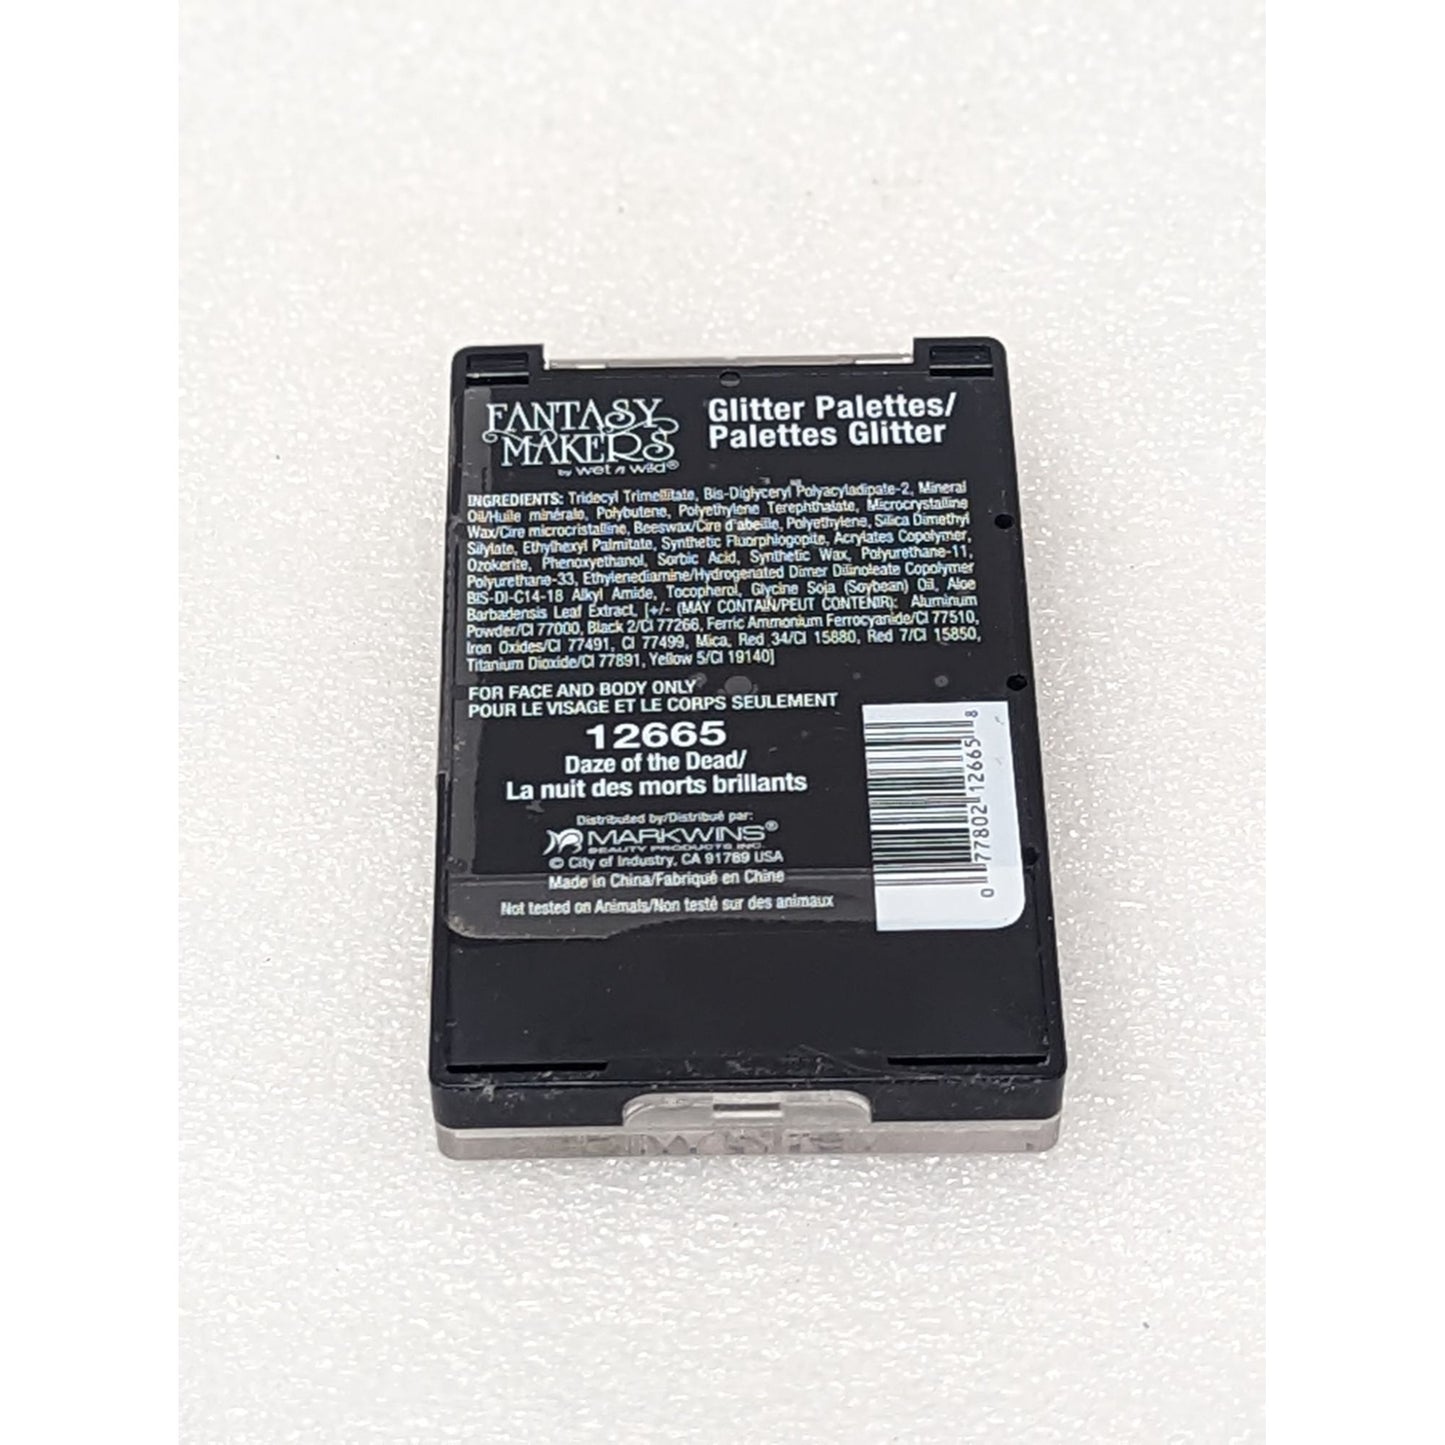 FANTASY
MAKERS
by wet n wild®
Glitter Palettes/
Palettes Glitter
INGREDIENTS: Tridecyl Trimellitate, Bis-Diglyceryl Polyacyladipate-2, Mineral
Oil/Huile minérale, Polybutene, Polyethylene Terephthalate, Microcrystalline
Wax/Cire microcristalline, Beeswax/Cire d'abeille, Polyethylene, Silica Dimethyl
Silylate, Ethylhexyl Palmitate, Synthetic Fluorphlogopite, Acrylates Copolymer,
Ozokerite, Phenoxyethanol, Sorbic Acid, Synthetic Wax, Polyurethane-11,
Polyurethane-33, Ethylenediamine/Hydrogenated Dimer Dilinoleate Copolymer
BIS-DI-C14-18 Alkyl Amide, Tocopherol, Glycine Soja (Soybean) Oil, Aloe
Barbadensis Leaf Extract, [+/- (MAY CONTAIN/PEUT CONTENIR): Aluminum
Powder/CI 77000, Black 2/CI 77266, Ferric Ammonium Ferrocyanide/CI 77510,
Iron Oxides/CI 77491, CI 77499, Mica, Red 34/CI 15880, Red 7/CI 15850,
Titanium Dioxide/CI 77891, Yellow 5/CI 19140]
FOR FACE AND BODY ONLY
POUR LE VISAGE ET LE CORPS SEULEMENT
12665
Daze of the Dead/
La nuit des morts brillants
Distributed by/Distribué par:
MARKWINS®
BEAUTY PRODUCTS INC.
© City of Industry, CA 91789 USA
Made in China/Fabriqué en Chine
Not tested on Animals/Non testé sur des animaux
0 77802 12665 8